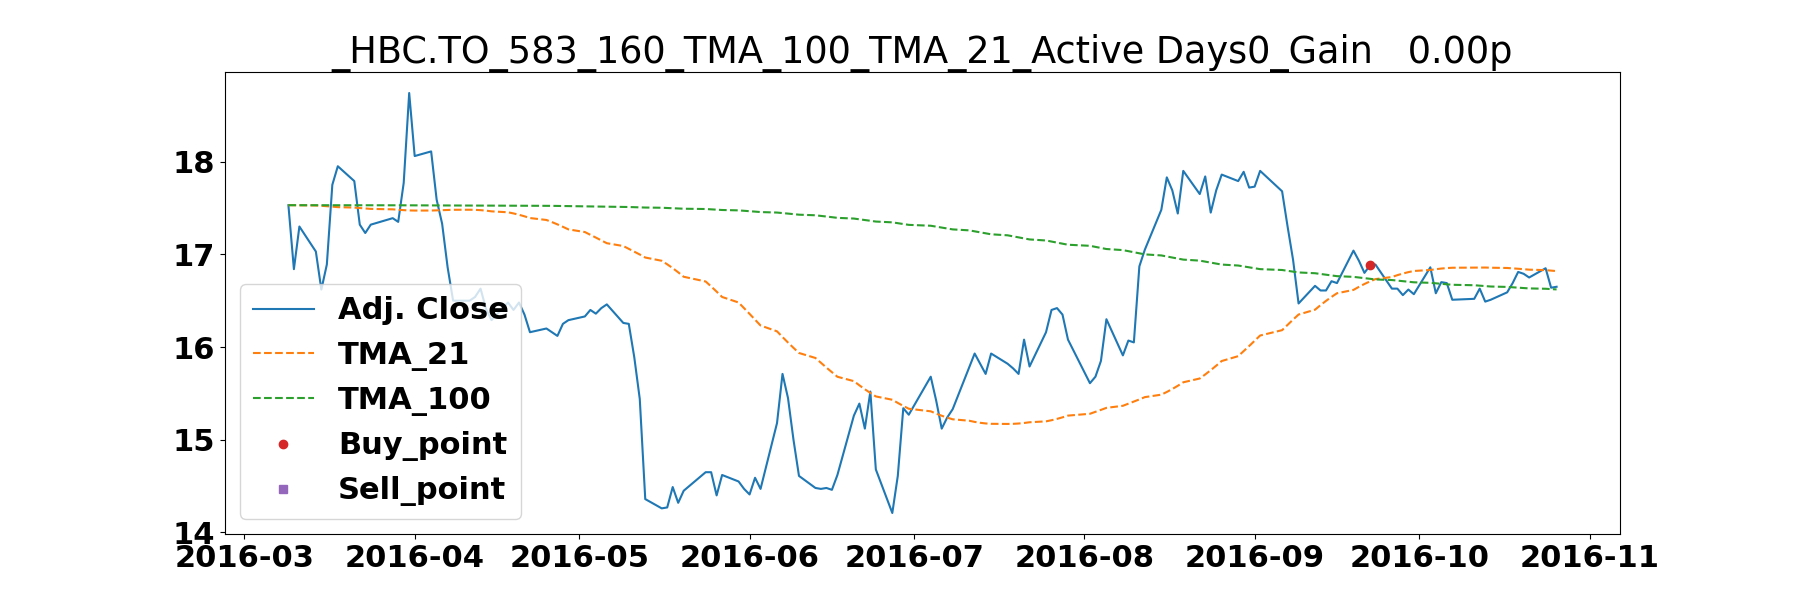 _HBC.TO_583_160_TMA_100_TMA_21_Active Days0_Gain   0.00p
18
17
16
15
14
Adj. Close
TMA_21
TMA_100
Buy_point
Sell_point
2016-03 2016-04 2016-05 2016-06 2016-07 2016-08 2016-09 2016-10 2016-11